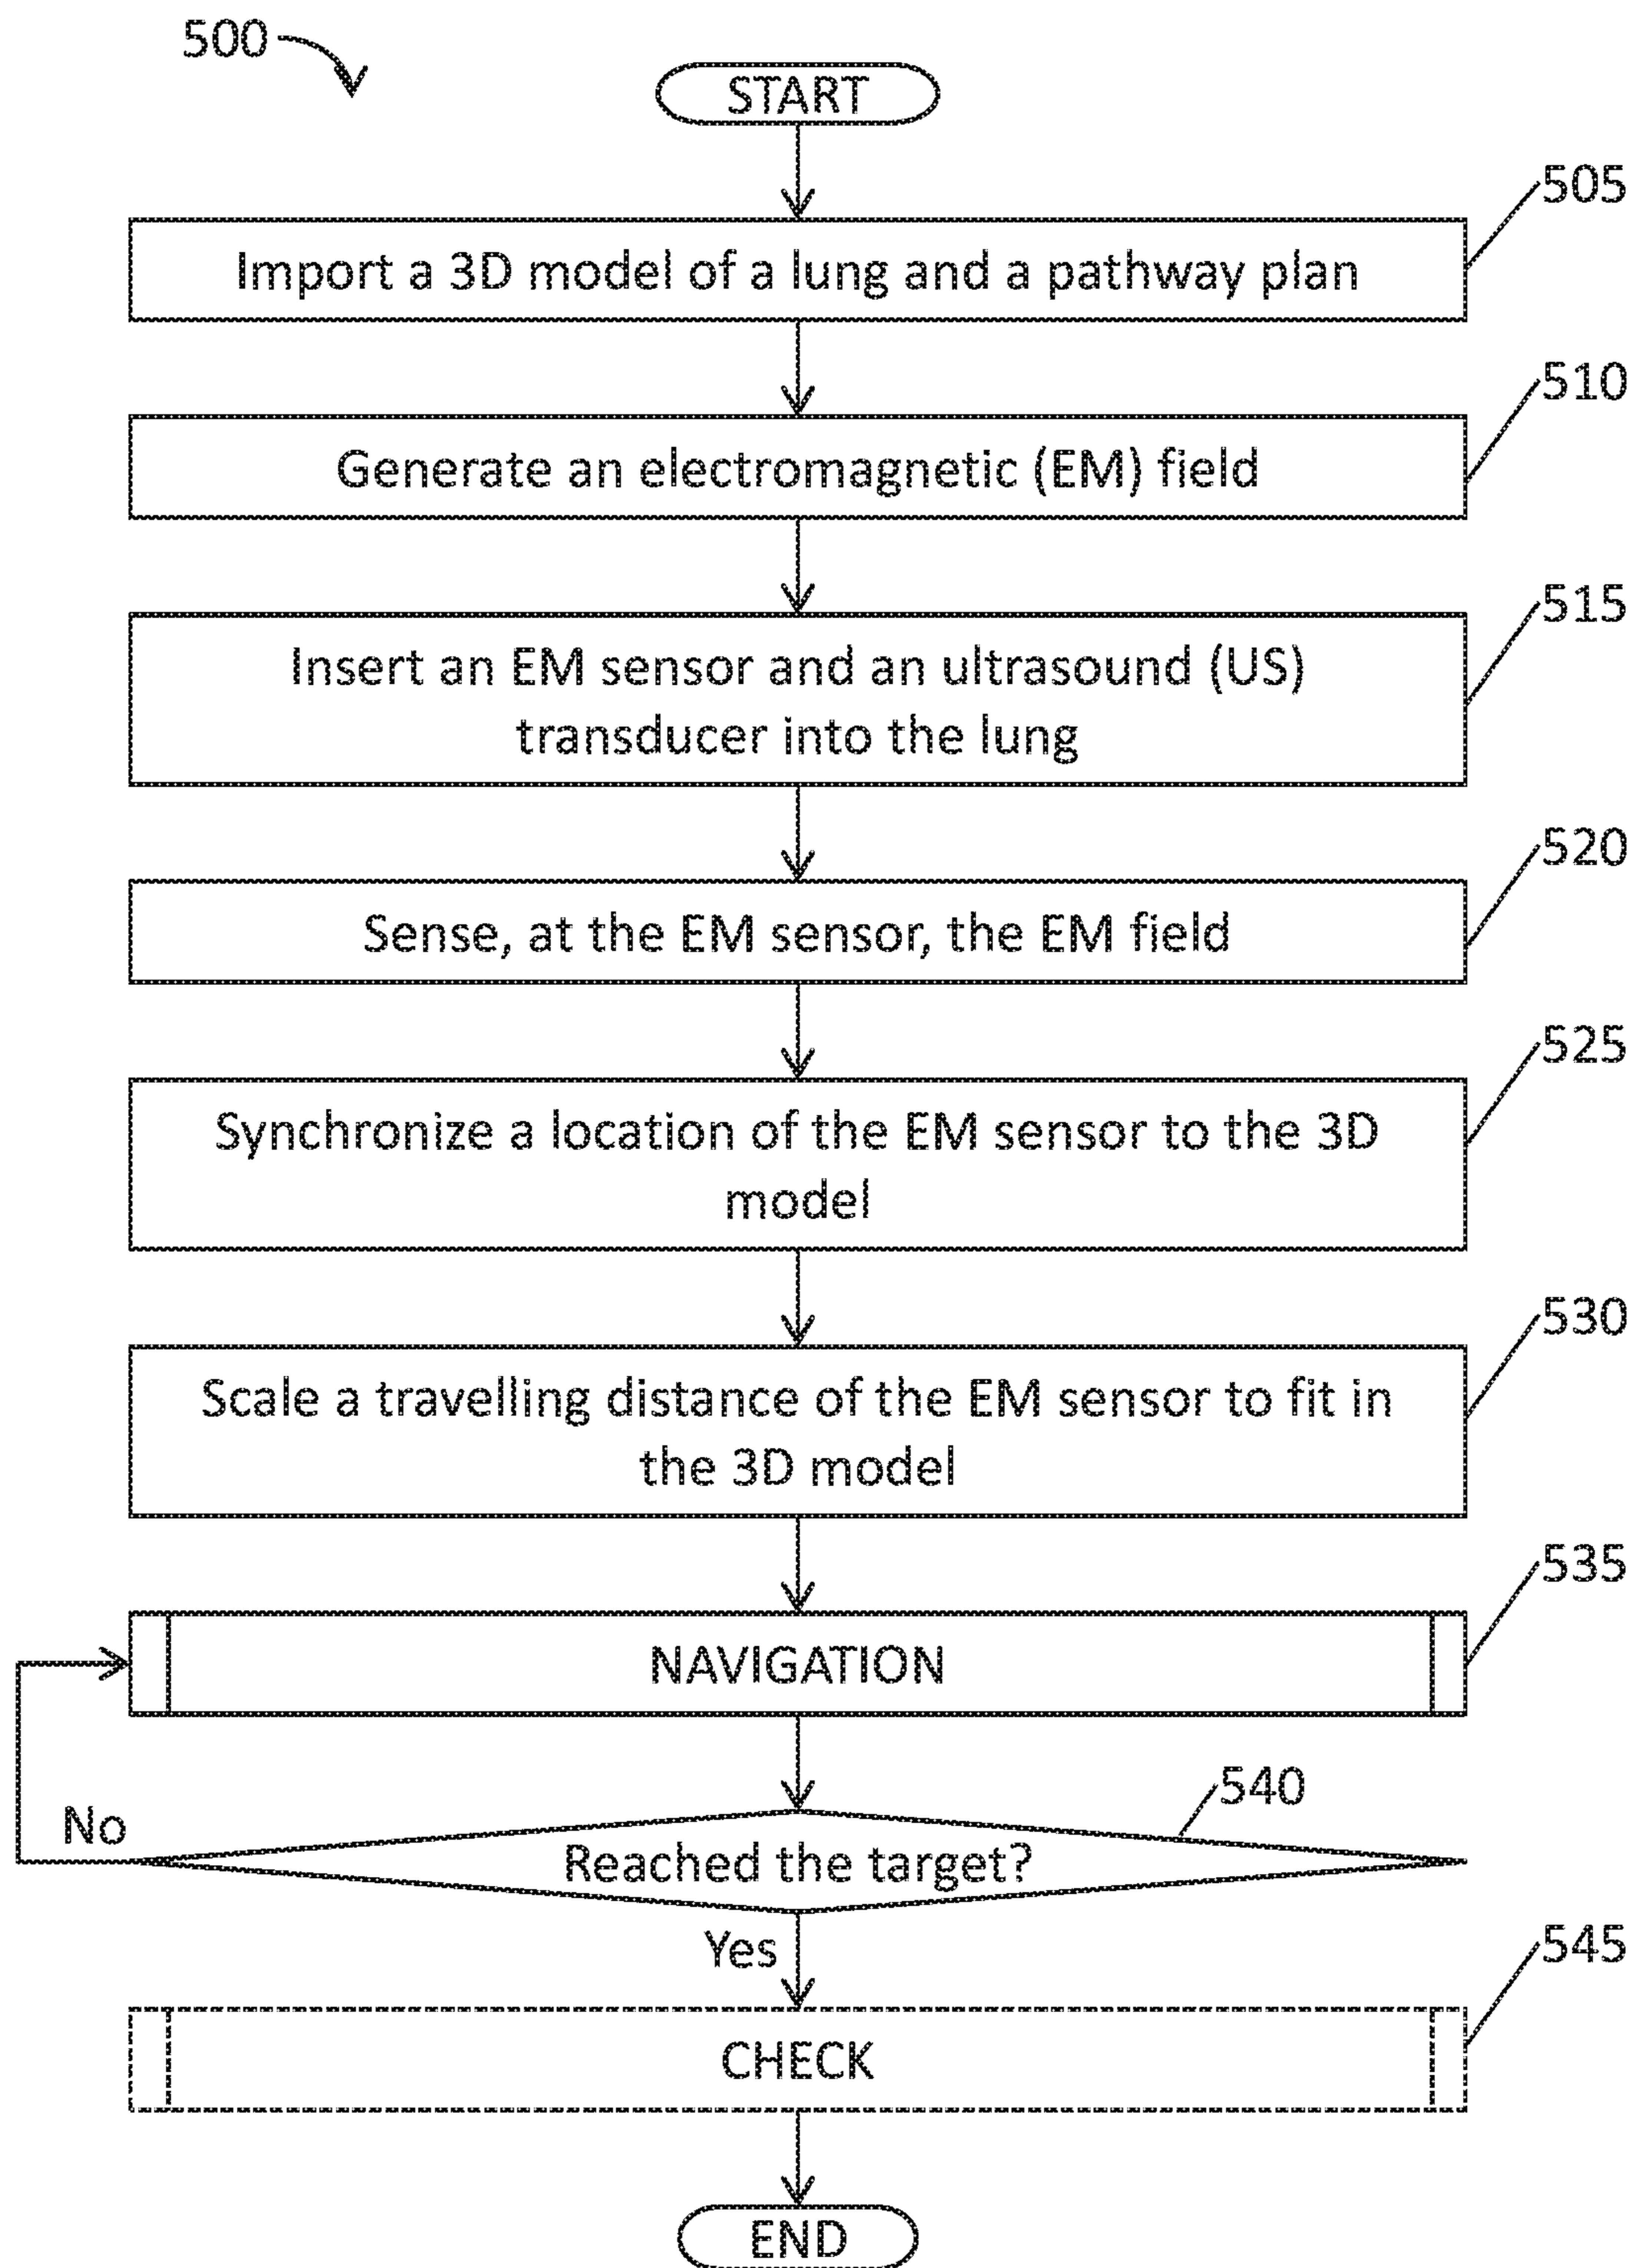 500
START
505
Import a 3D model of a lung and a pathway plan
510
Generate an electromagnetic (EM) field
515
Insert an EM sensor and an ultrasound (US)
transducer into the lung
520
Sense, at the EM sensor, the EM field
525
Synchronize a location of the EM sensor to the 3D
model
530
Scale a travelling distance of the EM sensor to fit in
the 3D model
535
NAVIGATION
540
No
Reached the target?
Yes
545
CHECK
END